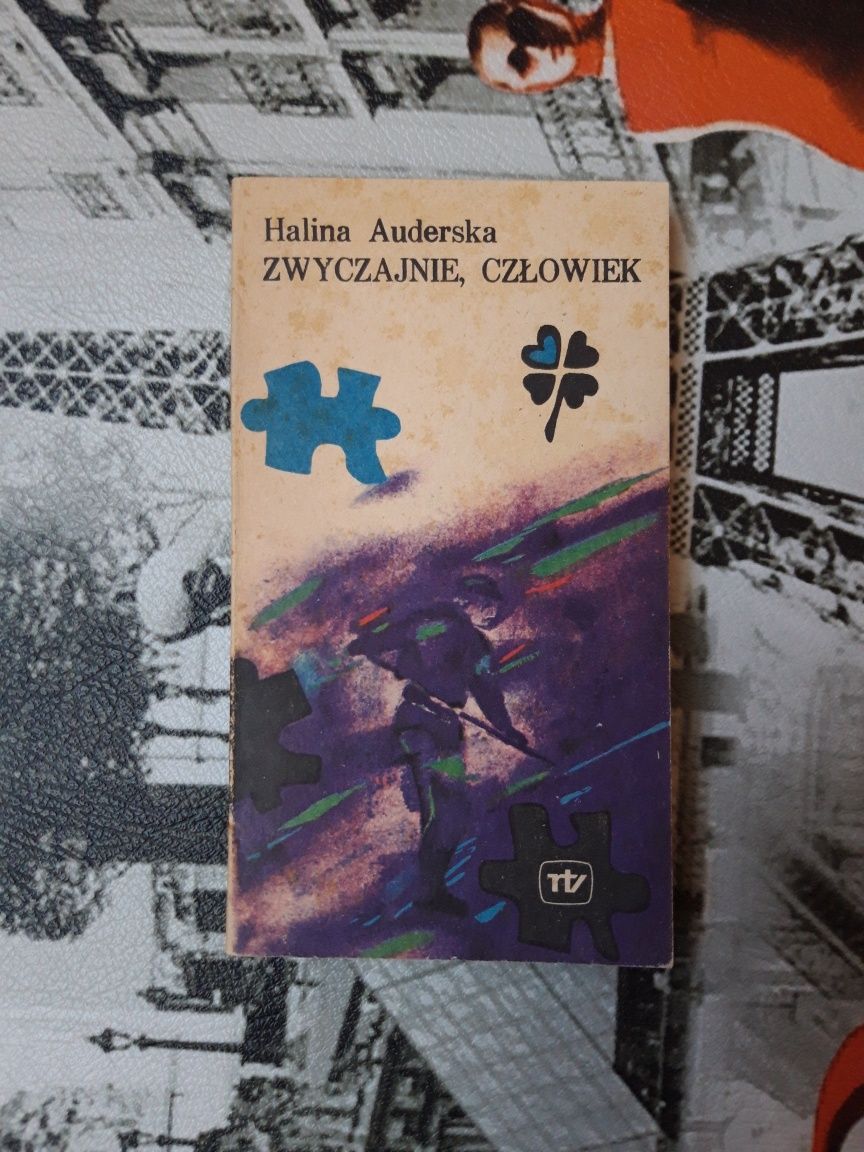 Halina Auderska
ZWYCZAJNIE, CZŁOWIEK
rtv